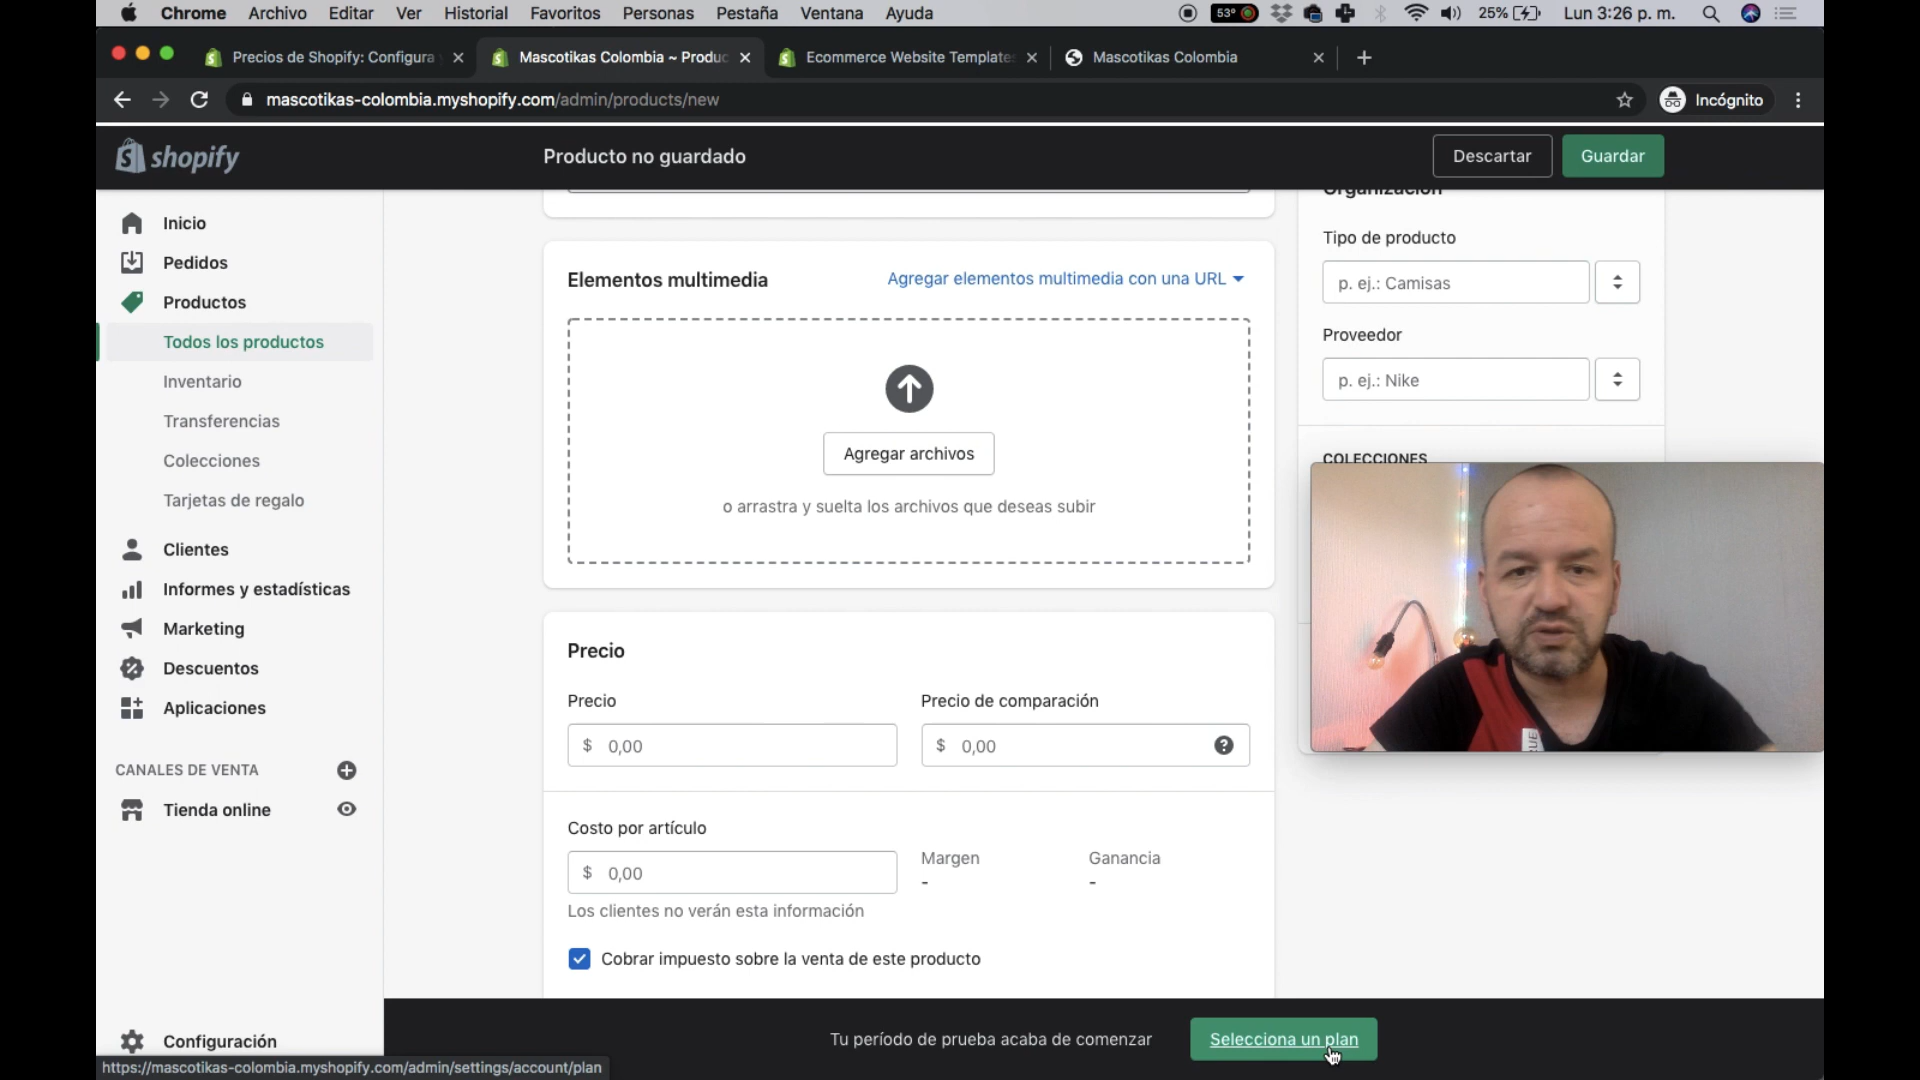 Chrome Archivo Editar Ver Historial Favoritos Personas Pestaña Ventana Ayuda 53° 25% Lun 3:26 p. m.
Precios de Shopify: Configura
Mascotikas Colombia ~ Produc
Ecommerce Website Templates
Mascotikas Colombia
mascotikas-colombia.myshopify.com/admin/products/new
Incógnito
shopify
Producto no guardado
Descartar
Guardar
Inicio
Pedidos
Productos
Todos los productos
Inventario
Transferencias
Colecciones
Tarjetas de regalo
Clientes
Informes y estadísticas
Marketing
Descuentos
Aplicaciones
CANALES DE VENTA
Tienda online
Configuración
Elementos multimedia
Agregar elementos multimedia con una URL
Agregar archivos
o arrastra y suelta los archivos que deseas subir
Precio
Precio
Precio de comparación
$ 0,00
$ 0,00
Costo por artículo
$ 0,00
Margen
-
Ganancia
-
Los clientes no verán esta información
Cobrar impuesto sobre la venta de este producto
Organización
Tipo de producto
p. ej.: Camisas
Proveedor
p. ej.: Nike
COLECCIONES
Tu período de prueba acaba de comenzar
Selecciona un plan
https://mascotikas-colombia.myshopify.com/admin/settings/account/plan